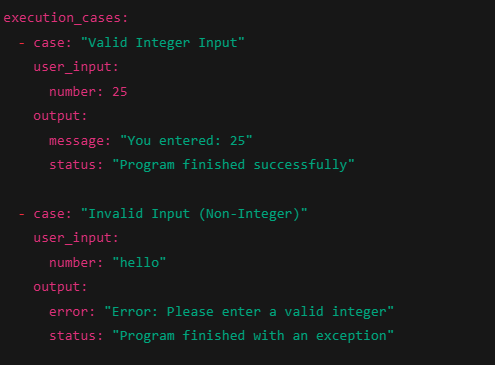 execution_cases:
  - case: "Valid Integer Input"
    user_input:
      number: 25
    output:
      message: "You entered: 25"
      status: "Program finished successfully"

  - case: "Invalid Input (Non-Integer)"
    user_input:
      number: "hello"
    output:
      error: "Error: Please enter a valid integer"
      status: "Program finished with an exception"